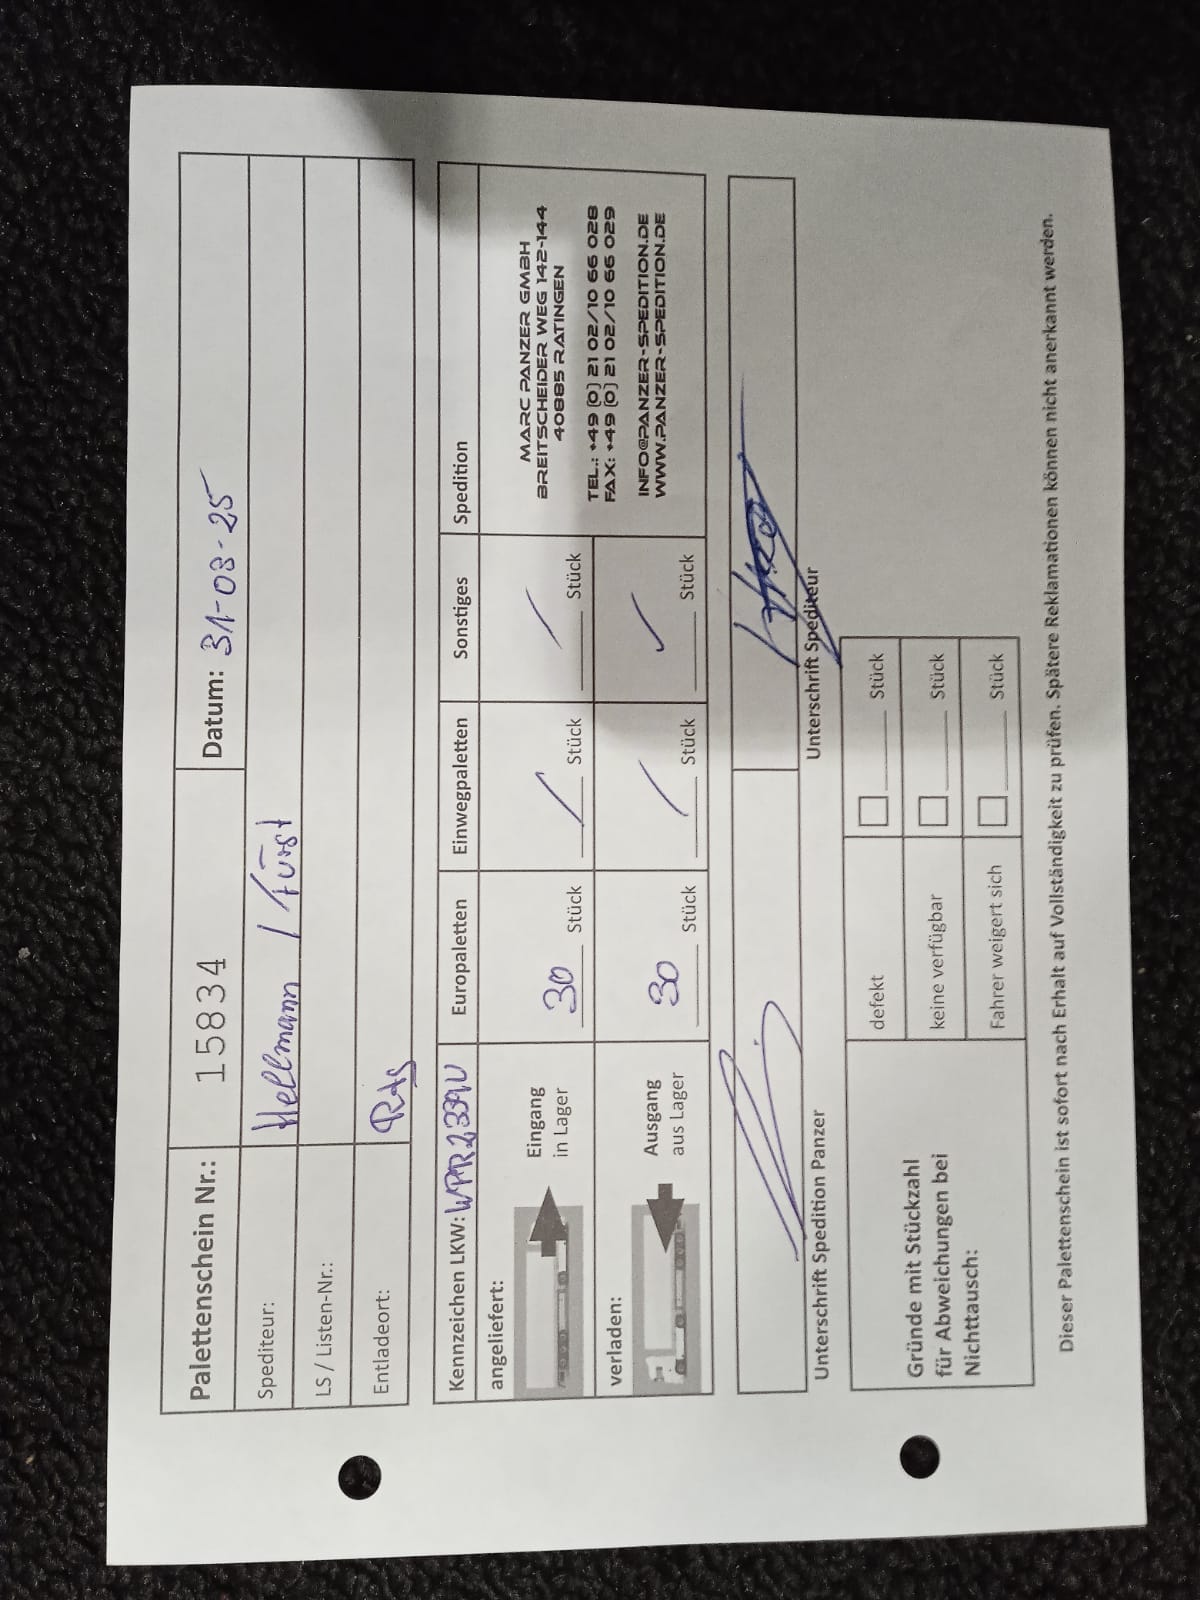 Palettenschein Nr.: 15834 Datum: 31-08-25
Spediteur: Hellmann / Fürst
LS / Listen-Nr.:
Entladeort: Rtg
Kennzeichen LKW: WPR2339U Europaletten Einwegpaletten Sonstiges Spedition
angeliefert:
Eingang
in Lager
30 Stück / Stück / Stück
MARC PANZER GMBH
BREITSCHEIDER WEG 142-144
40885 RATINGEN
TEL.: +49 (0) 21 02/10 66 028
FAX: +49 (0) 21 02/10 66 029
INFO@PANZER-SPEDITION.DE
WWW.PANZER-SPEDITION.DE
verladen:
Ausgang
aus Lager
30 Stück / Stück / Stück
Unterschrift Spedition Panzer Unterschrift Spediteur
Gründe mit Stückzahl
für Abweichungen bei
Nichttausch:
defekt Stück
keine verfügbar Stück
Fahrer weigert sich Stück
Dieser Palettenschein ist sofort nach Erhalt auf Vollständigkeit zu prüfen. Spätere Reklamationen können nicht anerkannt werden.